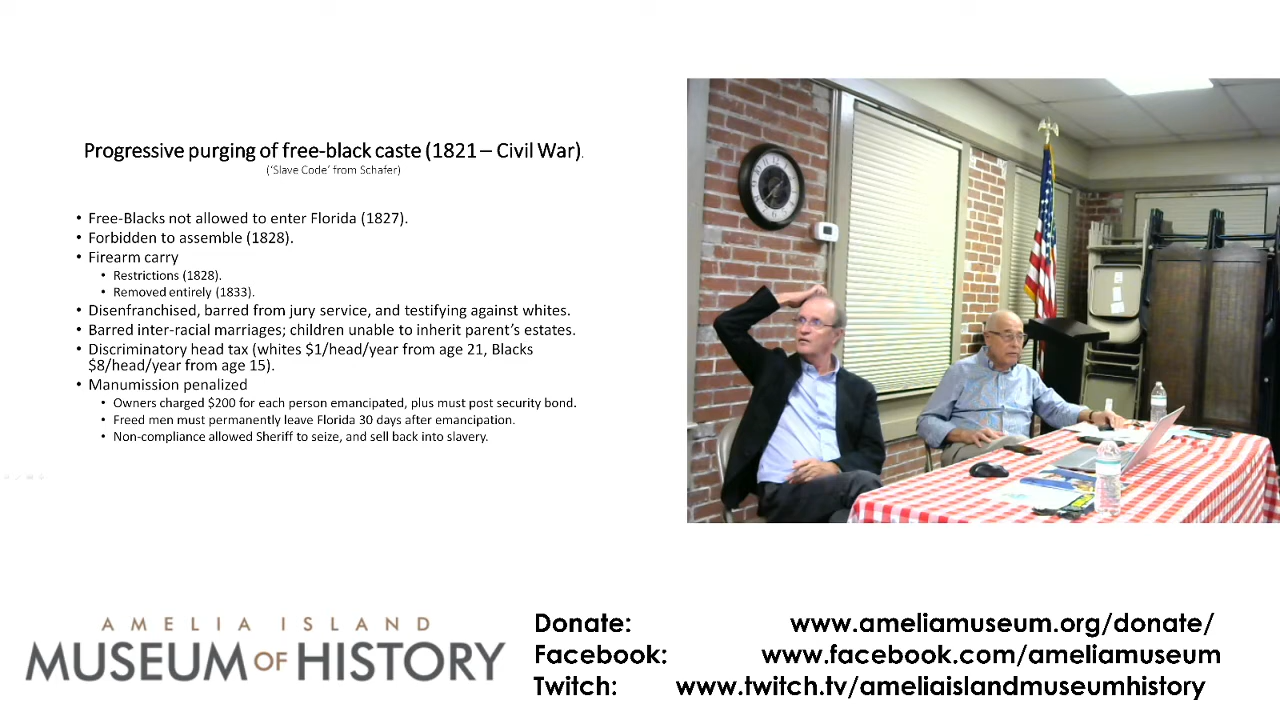 Progressive purging of free-black caste (1821 – Civil War).
('Slave Code' from Schafer)
• Free-Blacks not allowed to enter Florida (1827).
• Forbidden to assemble (1828).
• Firearm carry
• Restrictions (1828).
• Removed entirely (1833).
• Disenfranchised, barred from jury service, and testifying against whites.
• Barred inter-racial marriages; children unable to inherit parent's estates.
• Discriminatory head tax (whites $1/head/year from age 21, Blacks
$8/head/year from age 15).
• Manumission penalized
• Owners charged $200 for each person emancipated, plus must post security bond.
• Freed men must permanently leave Florida 30 days after emancipation.
• Non-compliance allowed Sheriff to seize, and sell back into slavery.
AMELIA ISLAND
MUSEUM OF HISTORY
Donate: www.ameliamuseum.org/donate/
Facebook: www.facebook.com/ameliamuseum
Twitch: www.twitch.tv/ameliaislandmuseumhistory